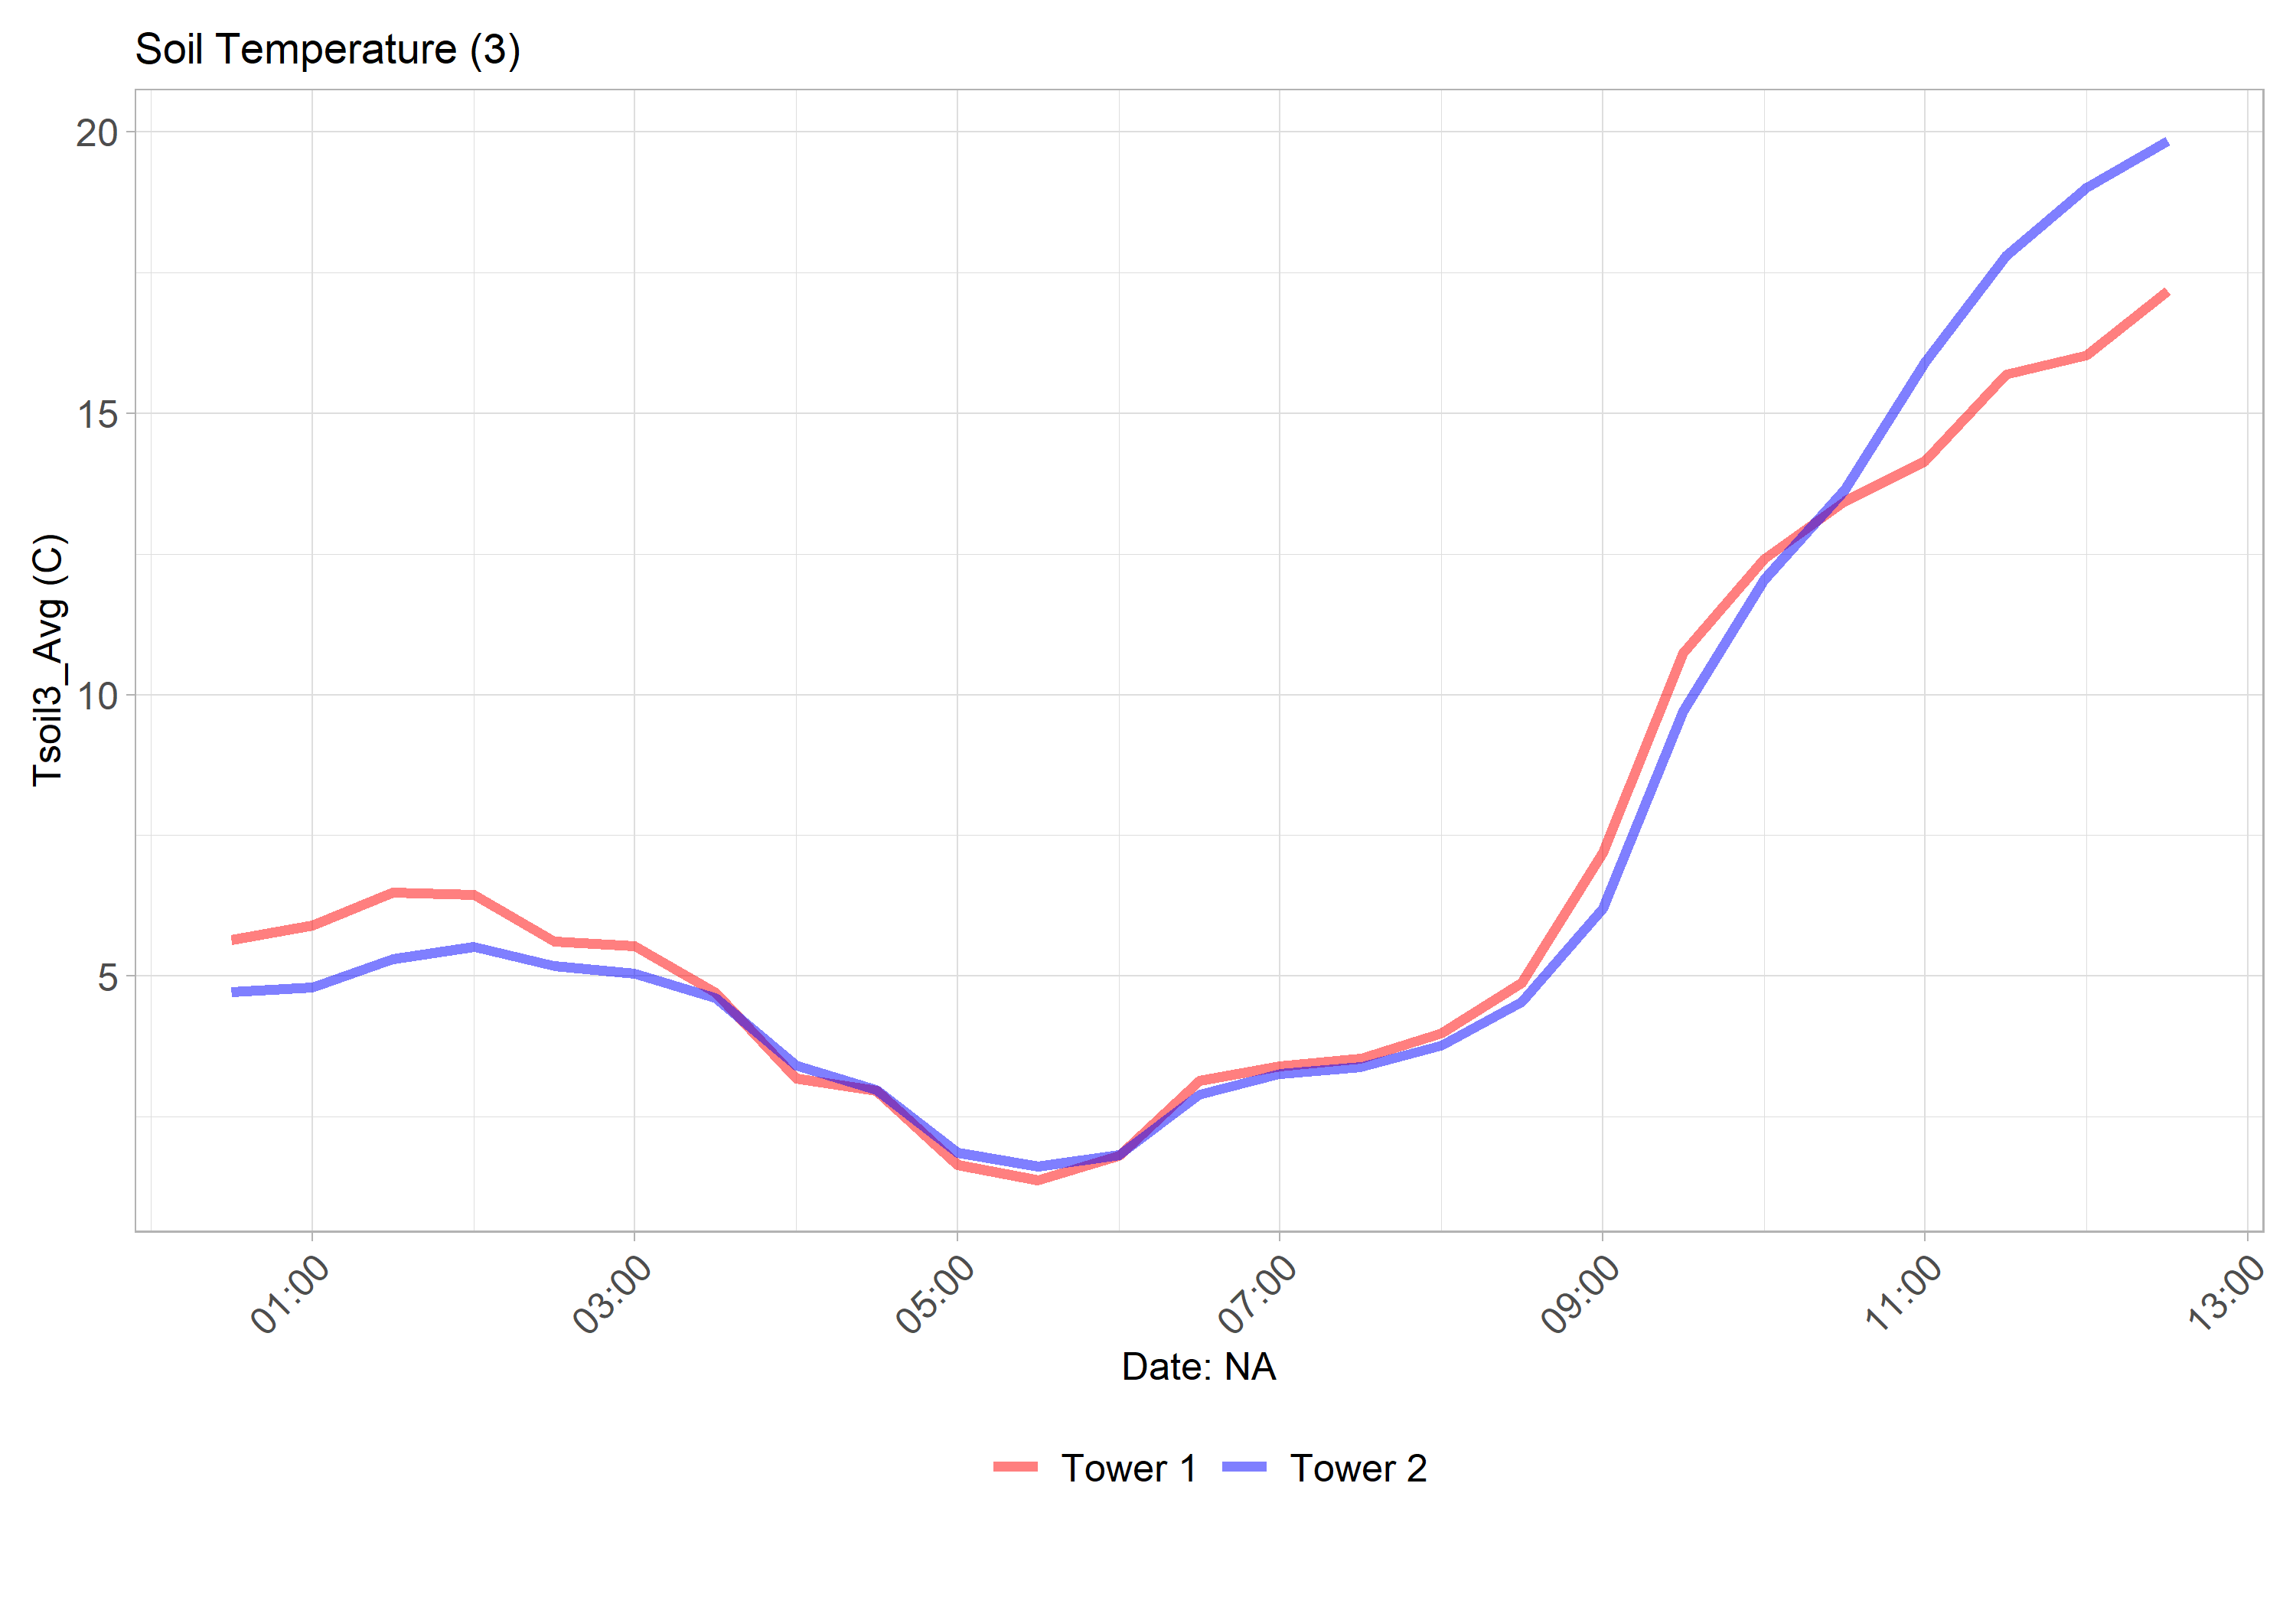 Soil Temperature (3)
Tsoil3_Avg (C)
20
15
10
5
01:00 03:00 05:00 07:00 09:00 11:00 13:00
Date: NA
Tower 1 Tower 2